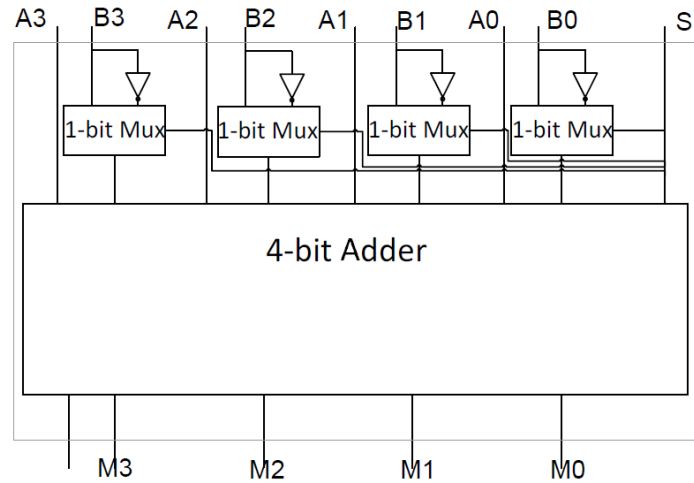 A3 B3 A2 B2 A1 B1 A0 B0 S
1-bit Mux 1-bit Mux 1-bit Mux 1-bit Mux
4-bit Adder
M3 M2 M1 M0